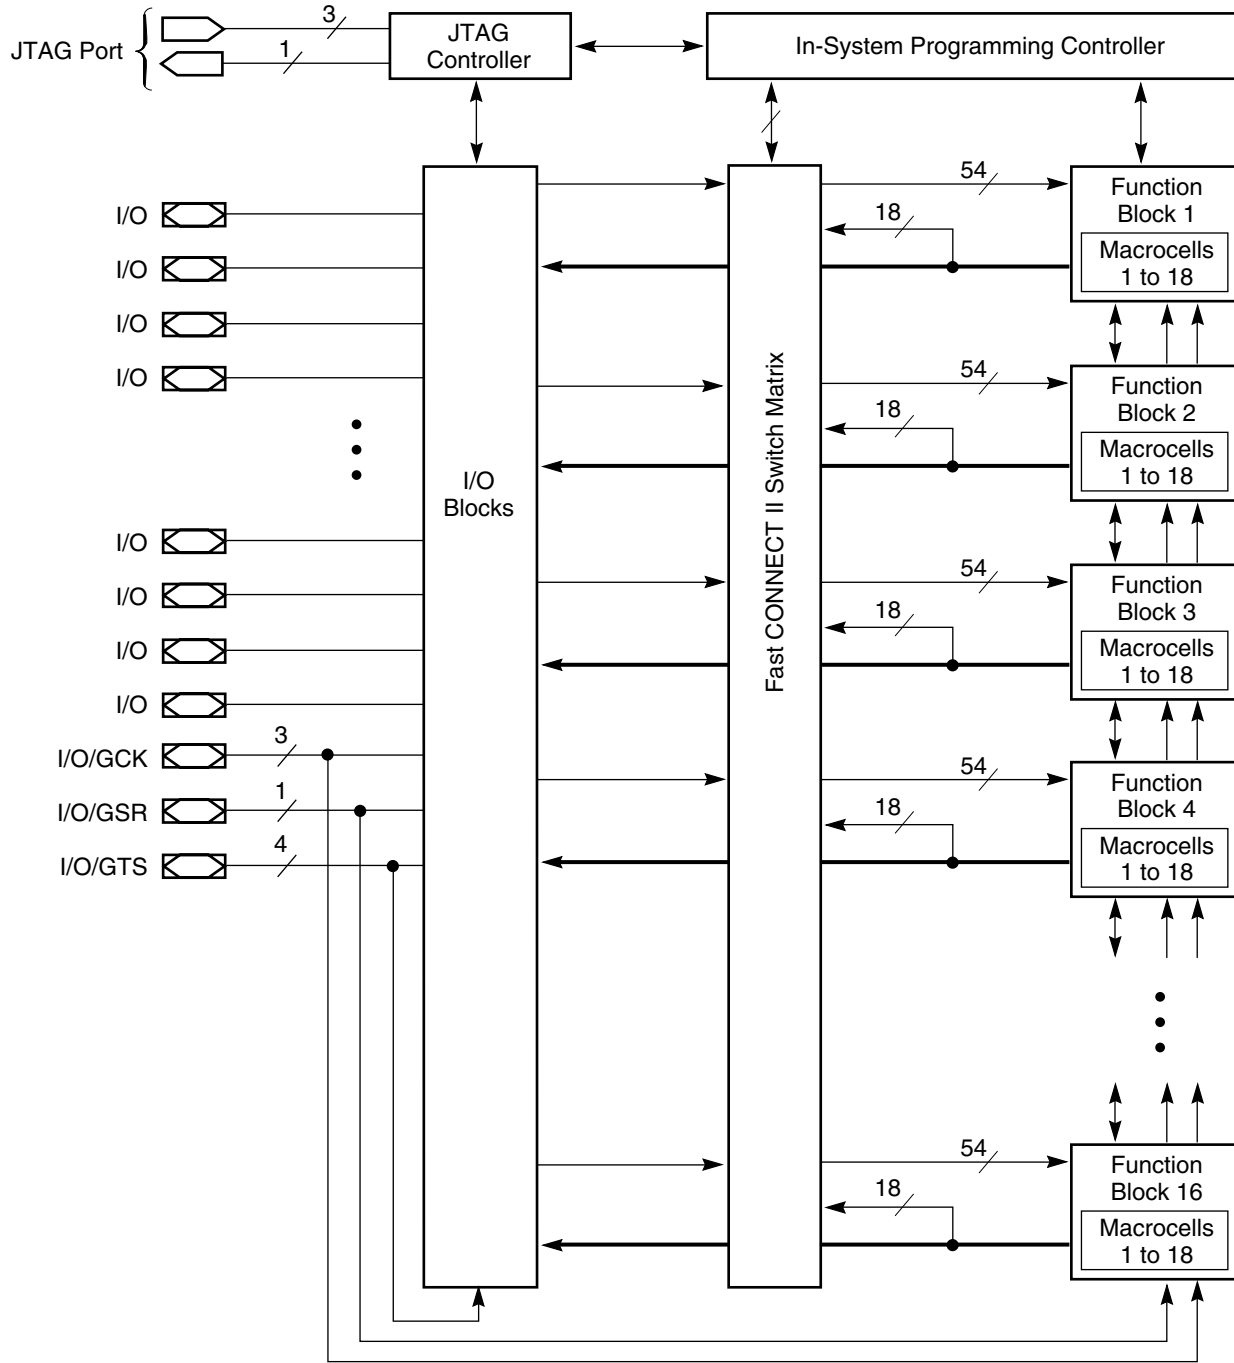 JTAG Port
3
1
JTAG
Controller
In-System Programming Controller
I/O
I/O
I/O
I/O
I/O
I/O
I/O
I/O
I/O/GCK
3
I/O/GSR
1
I/O/GTS
4
I/O
Blocks
Fast CONNECT II Switch Matrix
54
18
Function
Block 1
Macrocells
1 to 18
54
18
Function
Block 2
Macrocells
1 to 18
54
18
Function
Block 3
Macrocells
1 to 18
54
18
Function
Block 4
Macrocells
1 to 18
54
18
Function
Block 16
Macrocells
1 to 18